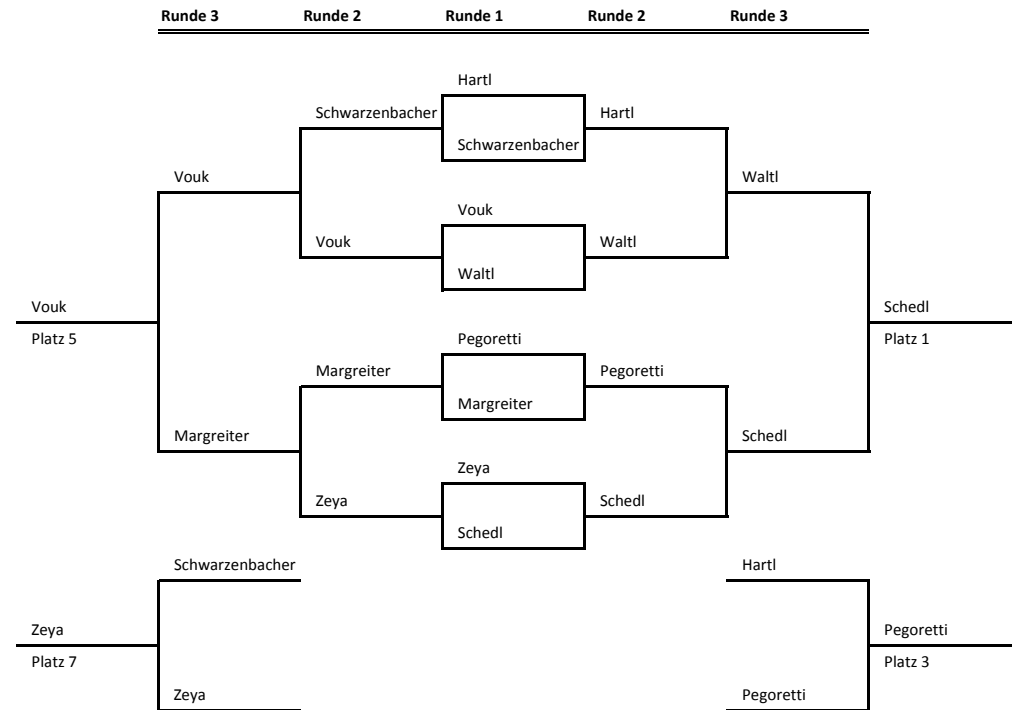 Runde 3 Runde 2 Runde 1 Runde 2 Runde 3
Hartl
Schwarzenbacher Hartl
Schwarzenbacher
Vouk Waltl
Vouk
Vouk Waltl
Waltl
Vouk Schedl
Platz 5 Pegoretti Platz 1
Margreiter Pegoretti
Margreiter
Margreiter Schedl
Zeya
Zeya Schedl
Schedl
Schwarzenbacher Hartl
Zeya Pegoretti
Platz 7 Platz 3
Zeya Pegoretti